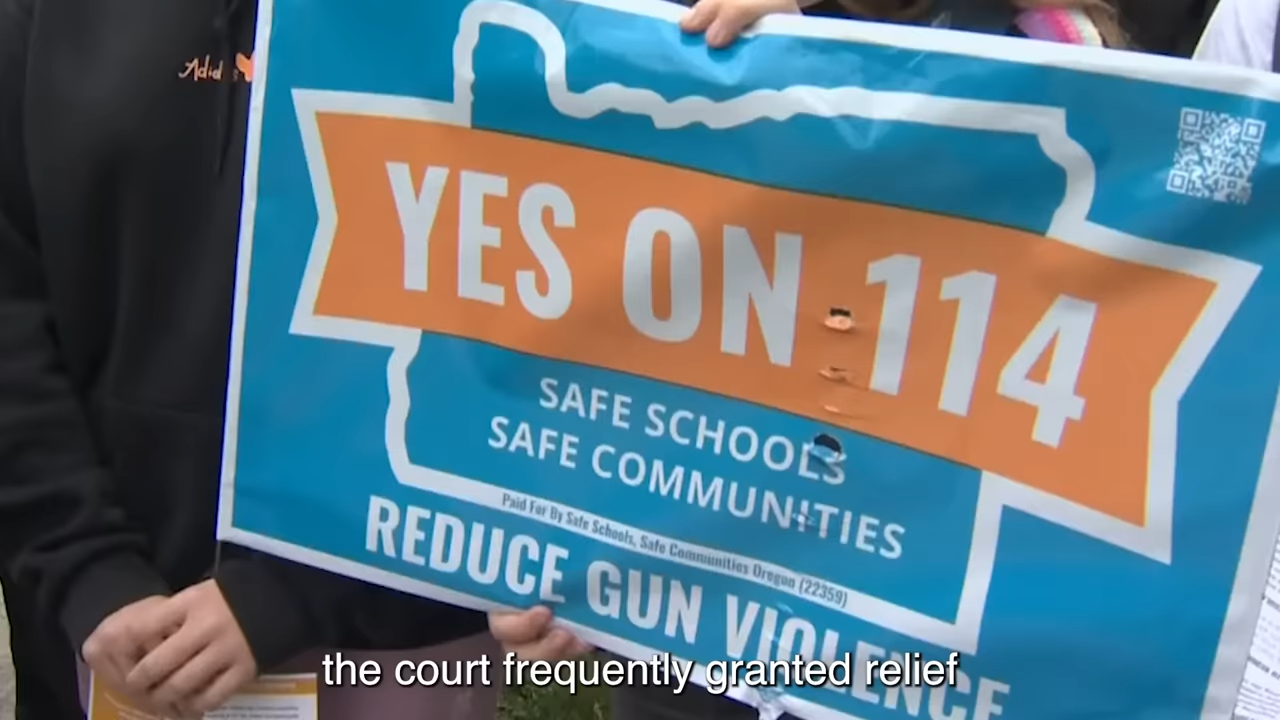 YES ON 114
SAFE SCHOOLS
SAFE COMMUNITIES
Paid For By Safe Schools, Safe Communities Oregon (22359)
REDUCE GUN VIOLENCE
the court frequently granted relief